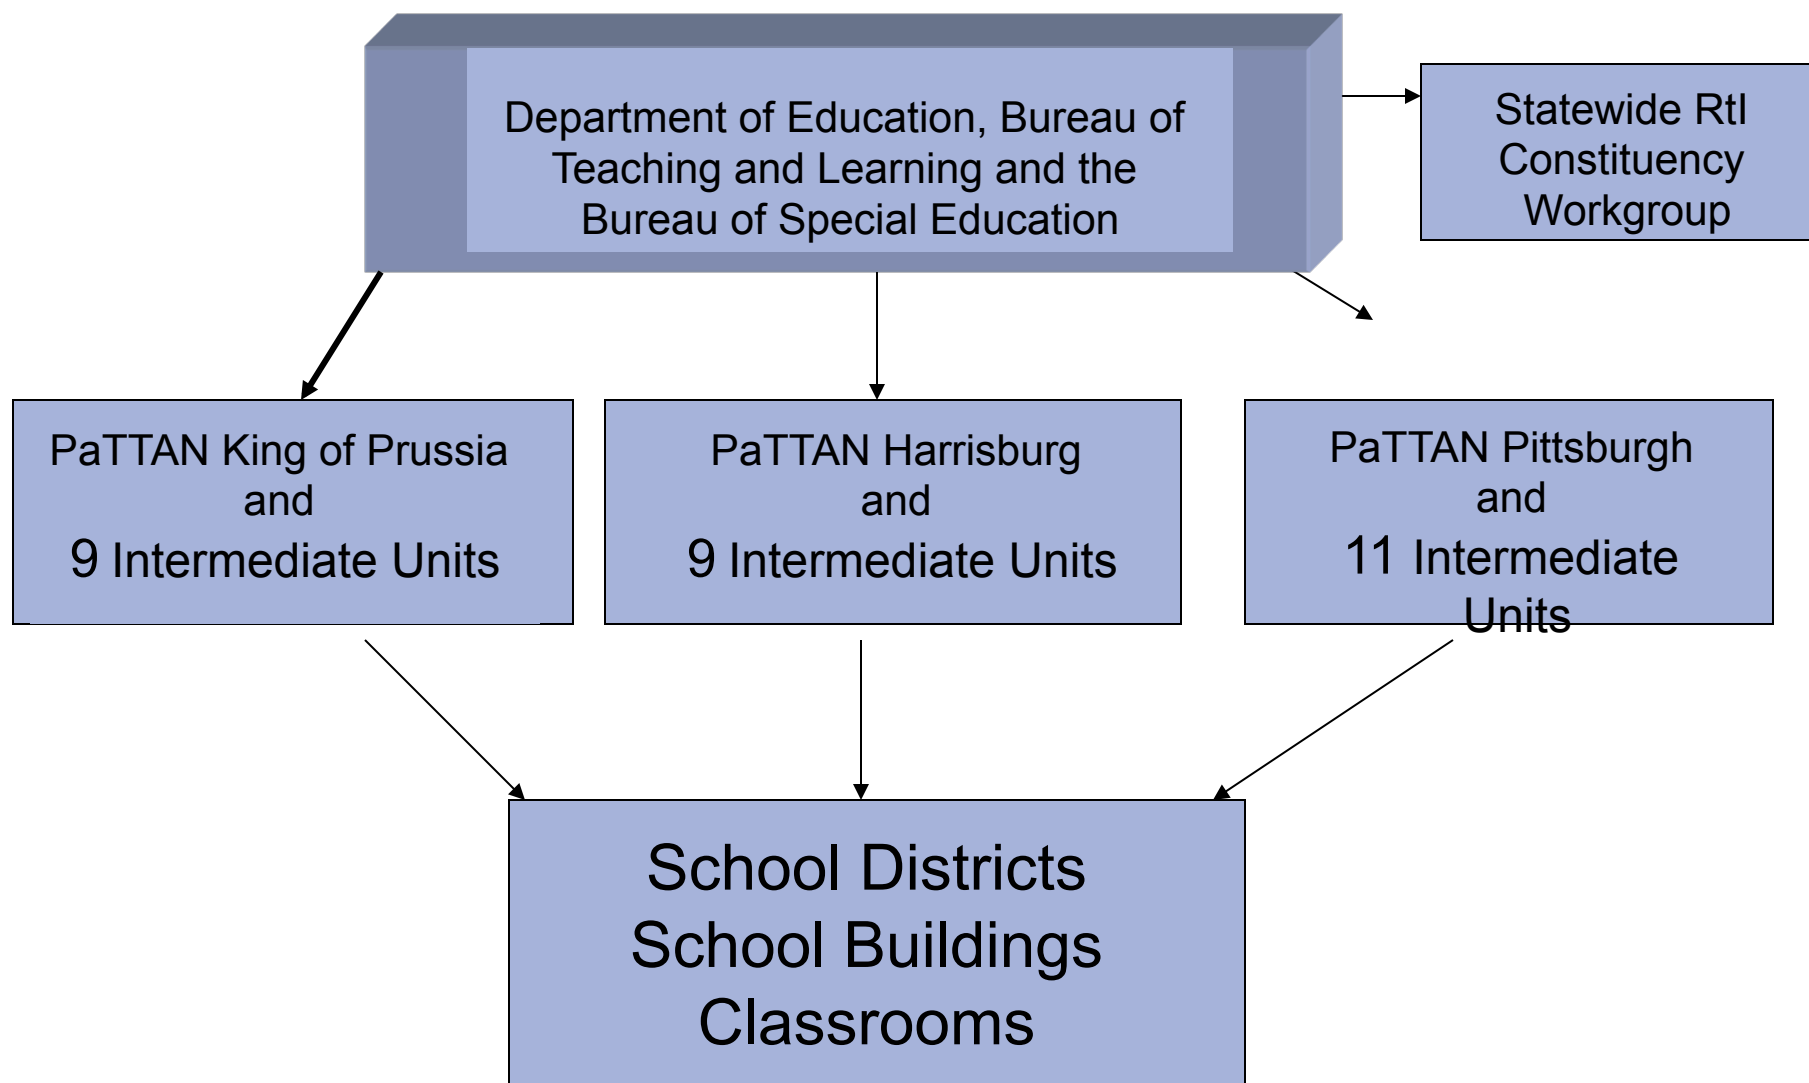 Department of Education, Bureau of
Teaching and Learning and the
Bureau of Special Education
Statewide RtI
Constituency
Workgroup
PaTTAN King of Prussia
and
9 Intermediate Units
PaTTAN Harrisburg
and
9 Intermediate Units
PaTTAN Pittsburgh
and
11 Intermediate
Units
School Districts
School Buildings
Classrooms